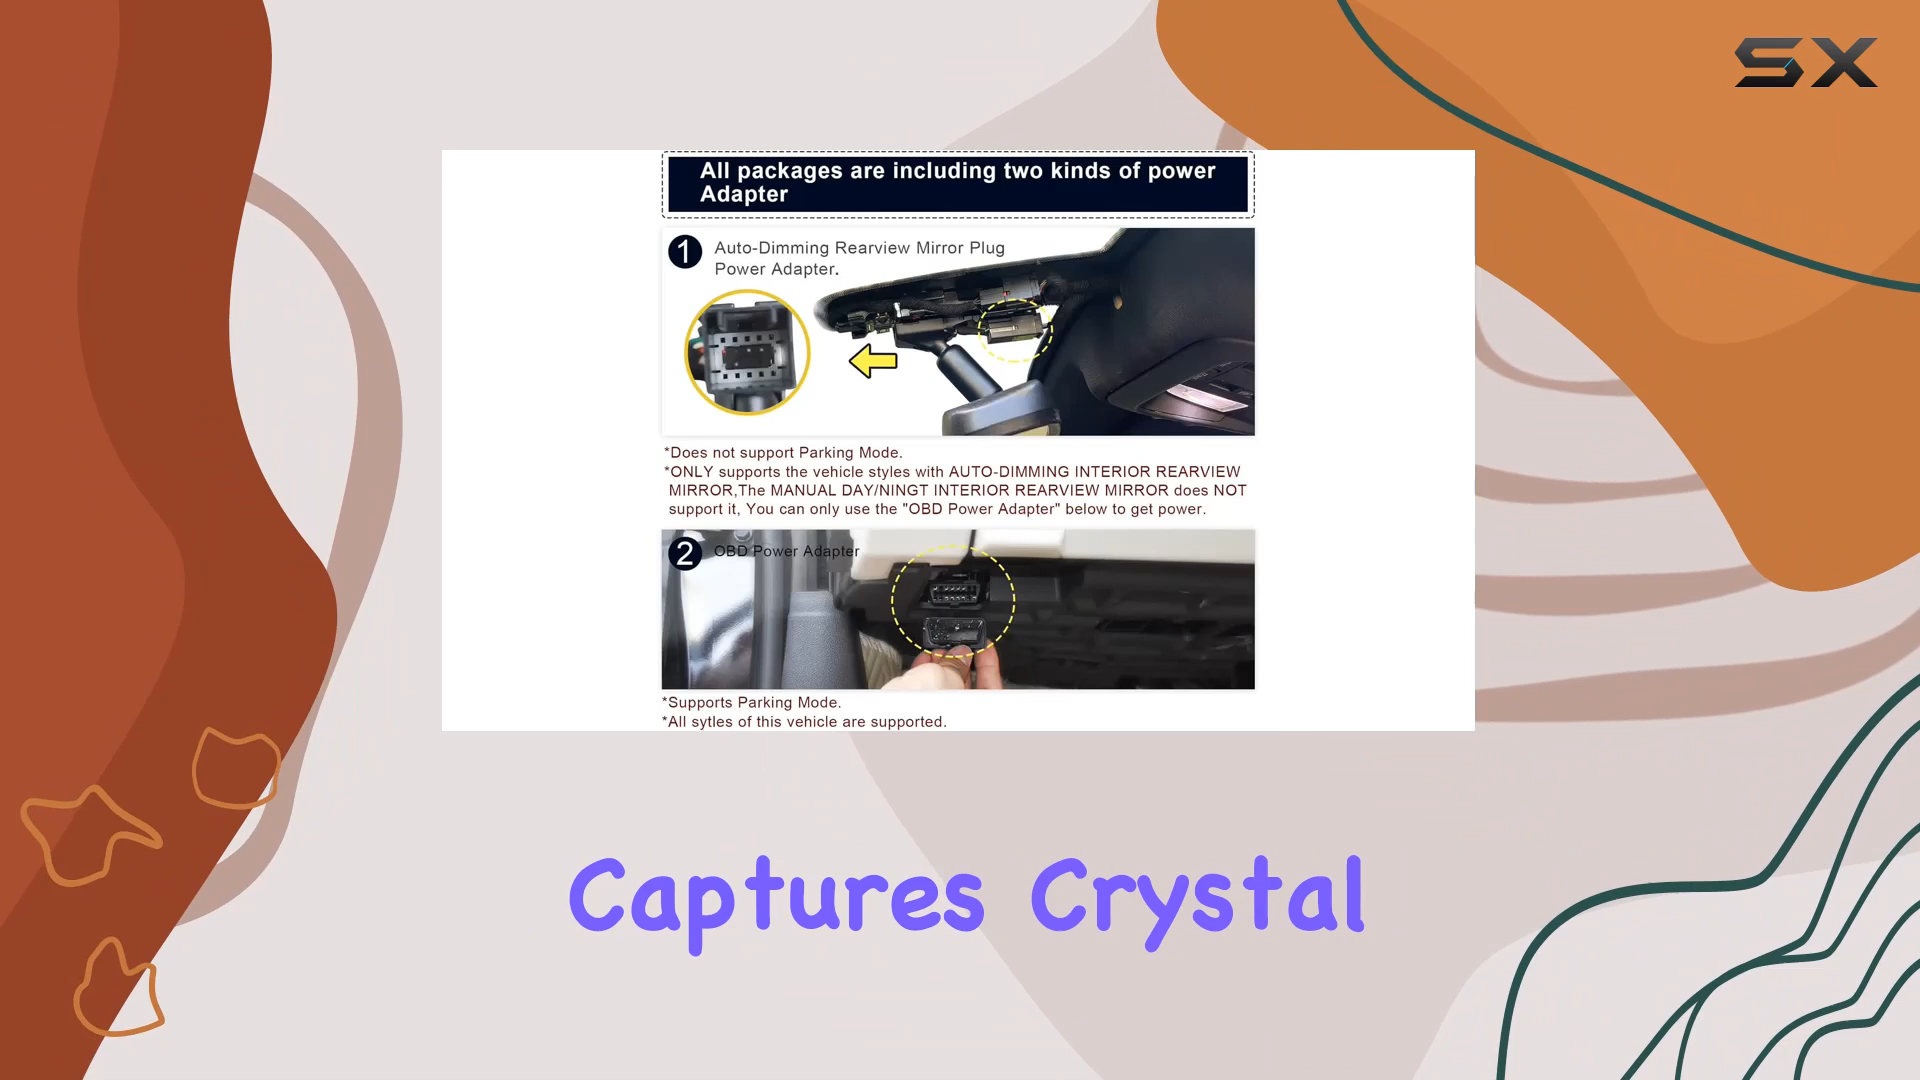 SX
All packages are including two kinds of power
Adapter
1 Auto-Dimming Rearview Mirror Plug
Power Adapter.
*Does not support Parking Mode.
*ONLY supports the vehicle styles with AUTO-DIMMING INTERIOR REARVIEW
MIRROR,The MANUAL DAY/NINGT INTERIOR REARVIEW MIRROR does NOT
support it, You can only use the "OBD Power Adapter" below to get power.
2 OBD Power Adapter
*Supports Parking Mode.
*All sytles of this vehicle are supported.
Captures Crystal